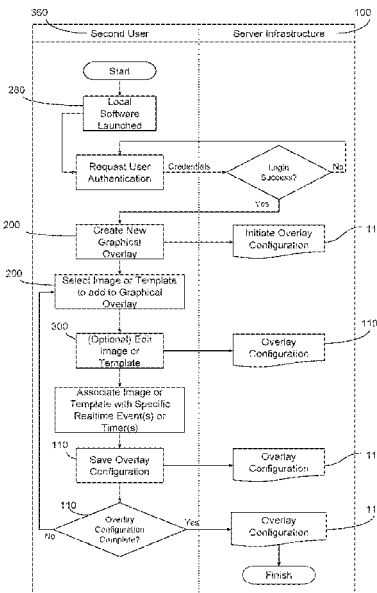 360
100
Second User
Server Infrastructure
Start
280
Local
Software
Launched
Request User
Authentication
Credentials
Login
Success?
No
Yes
200
Create New
Graphical
Overlay
Initiate Overlay
Configuration
11
200
Select Image or Template
to add to Graphical
Overlay
300
(Optional) Edit
Image or
Template
Overlay
Configuration
110
Associate Image or
Template with Specific
Realtime Event(s) or
Timer(s)
110
Save Overlay
Configuration
Overlay
Configuration
11
110
Overlay
Configuration
Complete?
No
Yes
Overlay
Configuration
11
Finish